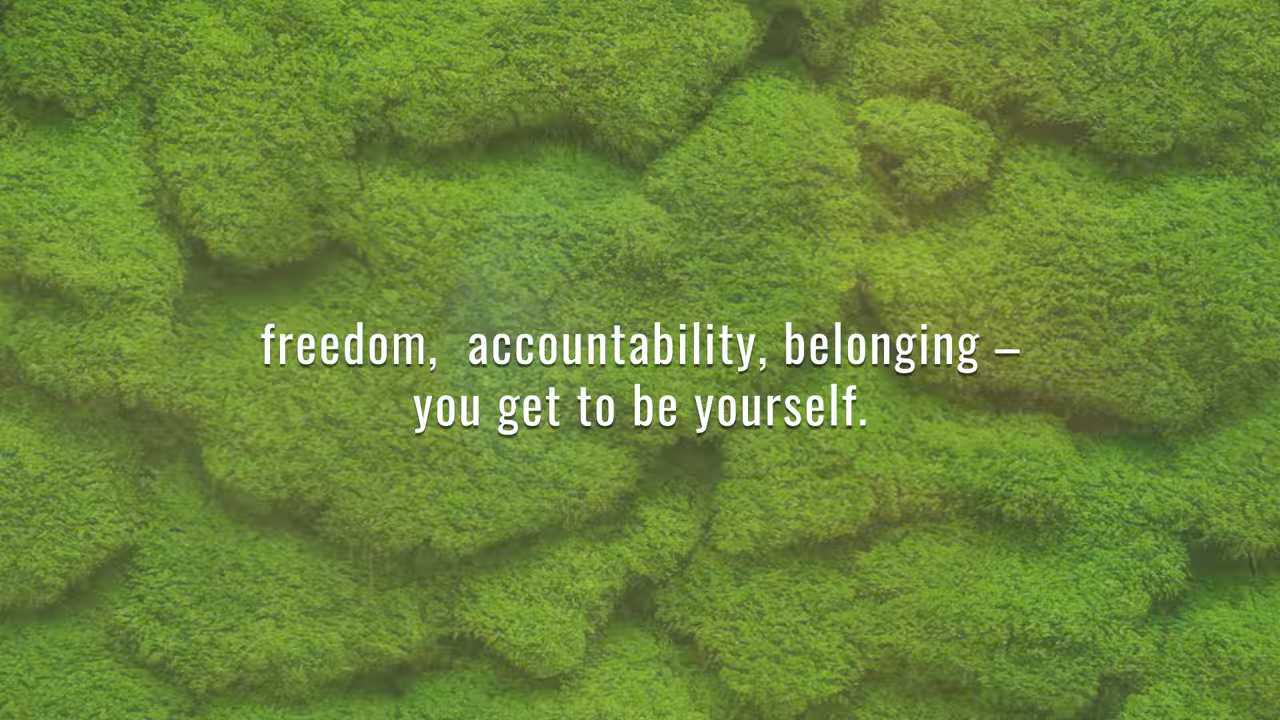 freedom,  accountability, belonging –
you get to be yourself.